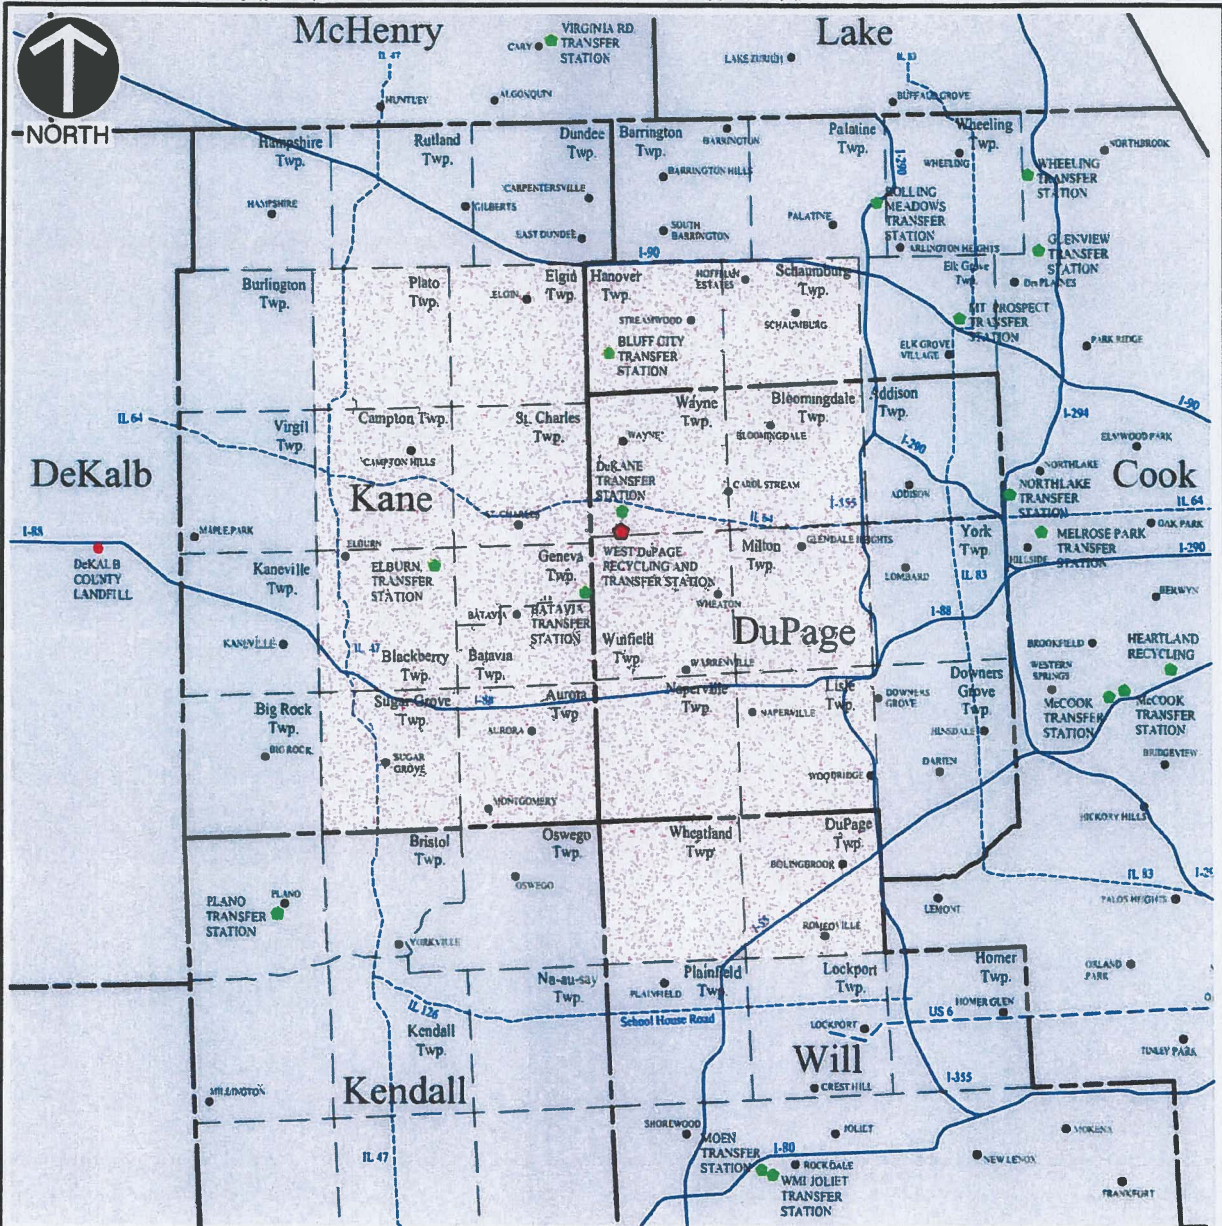 McHenry
Lake
NORTH
IL 47
CARY
VIRGINIA RD
TRANSFER
STATION
LAKE ZURICH
IL 83
HUNTLEY
ALGONQUIN
BUFFALO GROVE
Hampshire
Twp.
Rutland
Twp.
Dundee
Twp.
Barrington
Twp.
BARRINGTON
Palatine
Twp.
I-290
Wheeling
Twp.
WHEELING
NORTHBROOK
WHEELING
TRANSFER
STATION
BARRINGTON HILLS
CARPENTERSVILLE
HAMPSHIRE
GILBERTS
ROLLING
MEADOWS
TRANSFER
STATION
PALATINE
EAST DUNDEE
SOUTH
BARRINGTON
I-90
ARLINGTON HEIGHTS
GLENVIEW
TRANSFER
STATION
Burlington
Twp.
Plato
Twp.
Elgin
Twp.
ELGIN
Hanover
Twp.
HOFFMAN
ESTATES
Schaumburg
Twp.
Elk Grove
Twp.
Des PLAINES
STREAMWOOD
SCHAUMBURG
MT PROSPECT
TRANSFER
STATION
BLUFF CITY
TRANSFER
STATION
ELK GROVE
VILLAGE
PARK RIDGE
IL 64
Virgil
Twp.
Campton Twp.
St. Charles
Twp.
Wayne
Twp.
Bloomingdale
Twp.
Addison
Twp.
I-294
I-90
WAYNE
BLOOMINGDALE
I-290
ELMWOOD PARK
CAMPTON HILLS
DuKANE
TRANSFER
STATION
DeKalb
Kane
CAROL STREAM
I-355
ADDISON
NORTHLAKE
NORTHLAKE
TRANSFER
STATION
Cook
IL 64
I-88
MAPLE PARK
ST. CHARLES
IL 64
OAK PARK
DeKALB
COUNTY
LANDFILL
Kaneville
Twp.
ELBURN
ELBURN
TRANSFER
STATION
Geneva
Twp.
WEST DuPAGE
RECYCLING AND
TRANSFER STATION
Milton
Twp.
GLENDALE HEIGHTS
York
Twp.
HILLSIDE
MELROSE PARK
TRANSFER
STATION
I-290
LOMBARD
IL 83
BERWYN
BATAVIA
BATAVIA
TRANSFER
STATION
WHEATON
I-88
KANEVILLE
IL 47
Blackberry
Twp.
Batavia
Twp.
Winfield
Twp.
DuPage
BROOKFIELD
HEARTLAND
RECYCLING
WARRENVILLE
WESTERN
SPRINGS
Big Rock
Twp.
Sugar Grove
Twp.
I-88
Aurora
Twp
Naperville
Twp.
Lisle
Twp.
DOWNERS
GROVE
Downers
Grove
Twp.
McCOOK
TRANSFER
STATION
McCOOK
TRANSFER
STATION
NAPERVILLE
AURORA
HINSDALE
BIG ROCK
SUGAR
GROVE
WOODRIDGE
DARIEN
BRIDGEVIEW
MONTGOMERY
HICKORY HILLS
Bristol
Twp.
Oswego
Twp.
Wheatland
Twp
DuPage
Twp.
BOLINGBROOK
OSWEGO
IL 83
PLANO
TRANSFER
STATION
PLANO
LEMONT
PALOS HEIGHTS
YORKVILLE
I-55
ROMEOVILLE
Na-au-say
Twp.
Plainfield
Twp.
Lockport
Twp.
Homer
Twp.
ORLAND
PARK
PLAINFIELD
IL 126
School House Road
US 6
HOMER GLEN
Kendall
Twp.
LOCKPORT
TINLEY PARK
Will
MILLINGTON
Kendall
CREST HILL
I-355
SHOREWOOD
MOEN
TRANSFER
STATION
JOLIET
MOKENA
IL 47
I-80
ROCKDALE
WMI JOLIET
TRANSFER
STATION
NEW LENOX
FRANKFORT